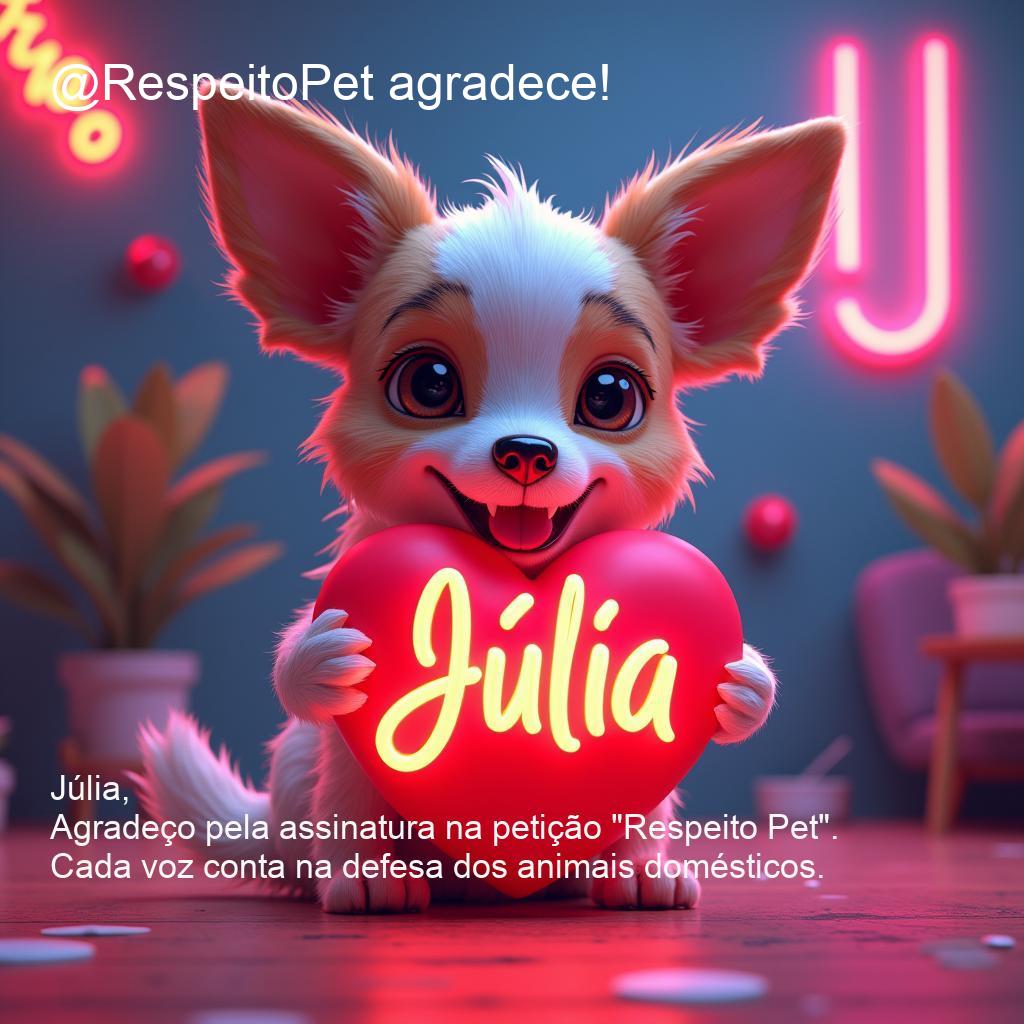 @RespeitoPet agradece!
Júlia
Júlia,
Agradeço pela assinatura na petição "Respeito Pet".
Cada voz conta na defesa dos animais domésticos.